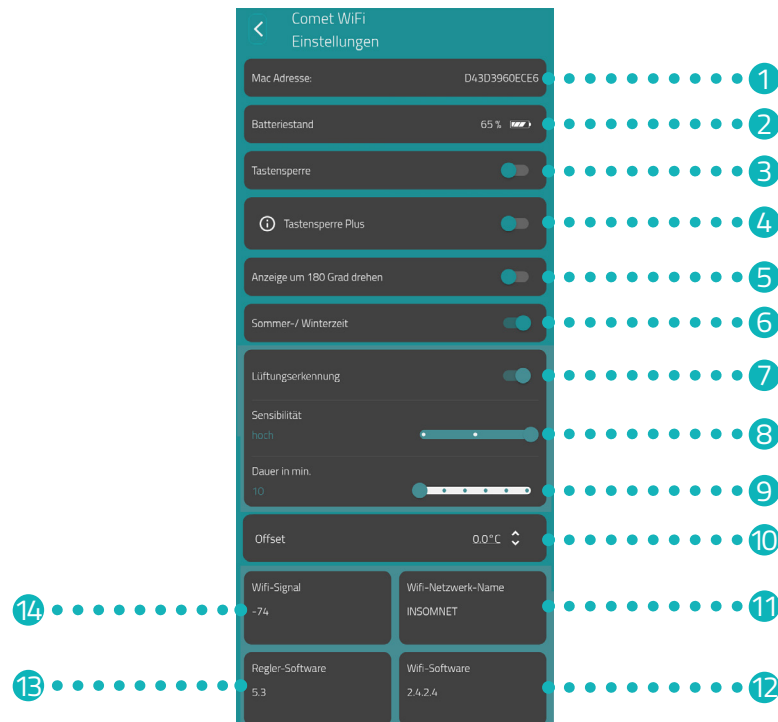 Comet WiFi
Einstellungen
Mac Adresse: D43D3960ECE6 1
Batteriestand 65 % 2
Tastensperre 3
Tastensperre Plus 4
Anzeige um 180 Grad drehen 5
Sommer-/ Winterzeit 6
Lüftungserkennung 7
Sensibilität
hoch 8
Dauer in min.
10 9
Offset 0.0°C 10
Wifi-Signal Wifi-Netzwerk-Name
14 -74 INSOMNET 11
Regler-Software Wifi-Software
13 5.3 2.4.2.4 12